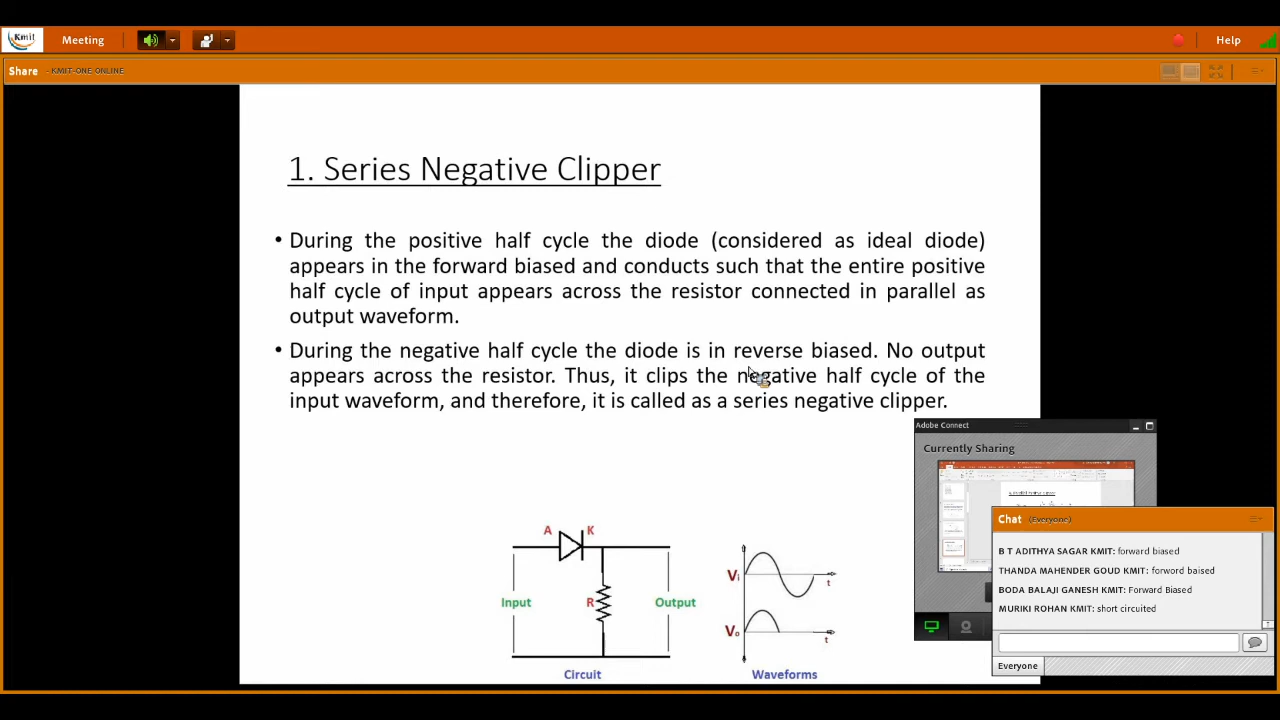 Kmit
Meeting
Help
Share - KMIT-ONE ONLINE
1. Series Negative Clipper
• During the positive half cycle the diode (considered as ideal diode)
appears in the forward biased and conducts such that the entire positive
half cycle of input appears across the resistor connected in parallel as
output waveform.
• During the negative half cycle the diode is in reverse biased. No output
appears across the resistor. Thus, it clips the negative half cycle of the
input waveform, and therefore, it is called as a series negative clipper.
A K
Input
R
Output
Circuit
Vi
t
Vo
t
Waveforms
Adobe Connect
Currently Sharing
Chat (Everyone)
B T ADITHYA SAGAR KMIT: forward biased
THANDA MAHENDER GOUD KMIT: forword baised
BODA BALAJI GANESH KMIT: Forward Biased
MURIKI ROHAN KMIT: short circuited
Everyone